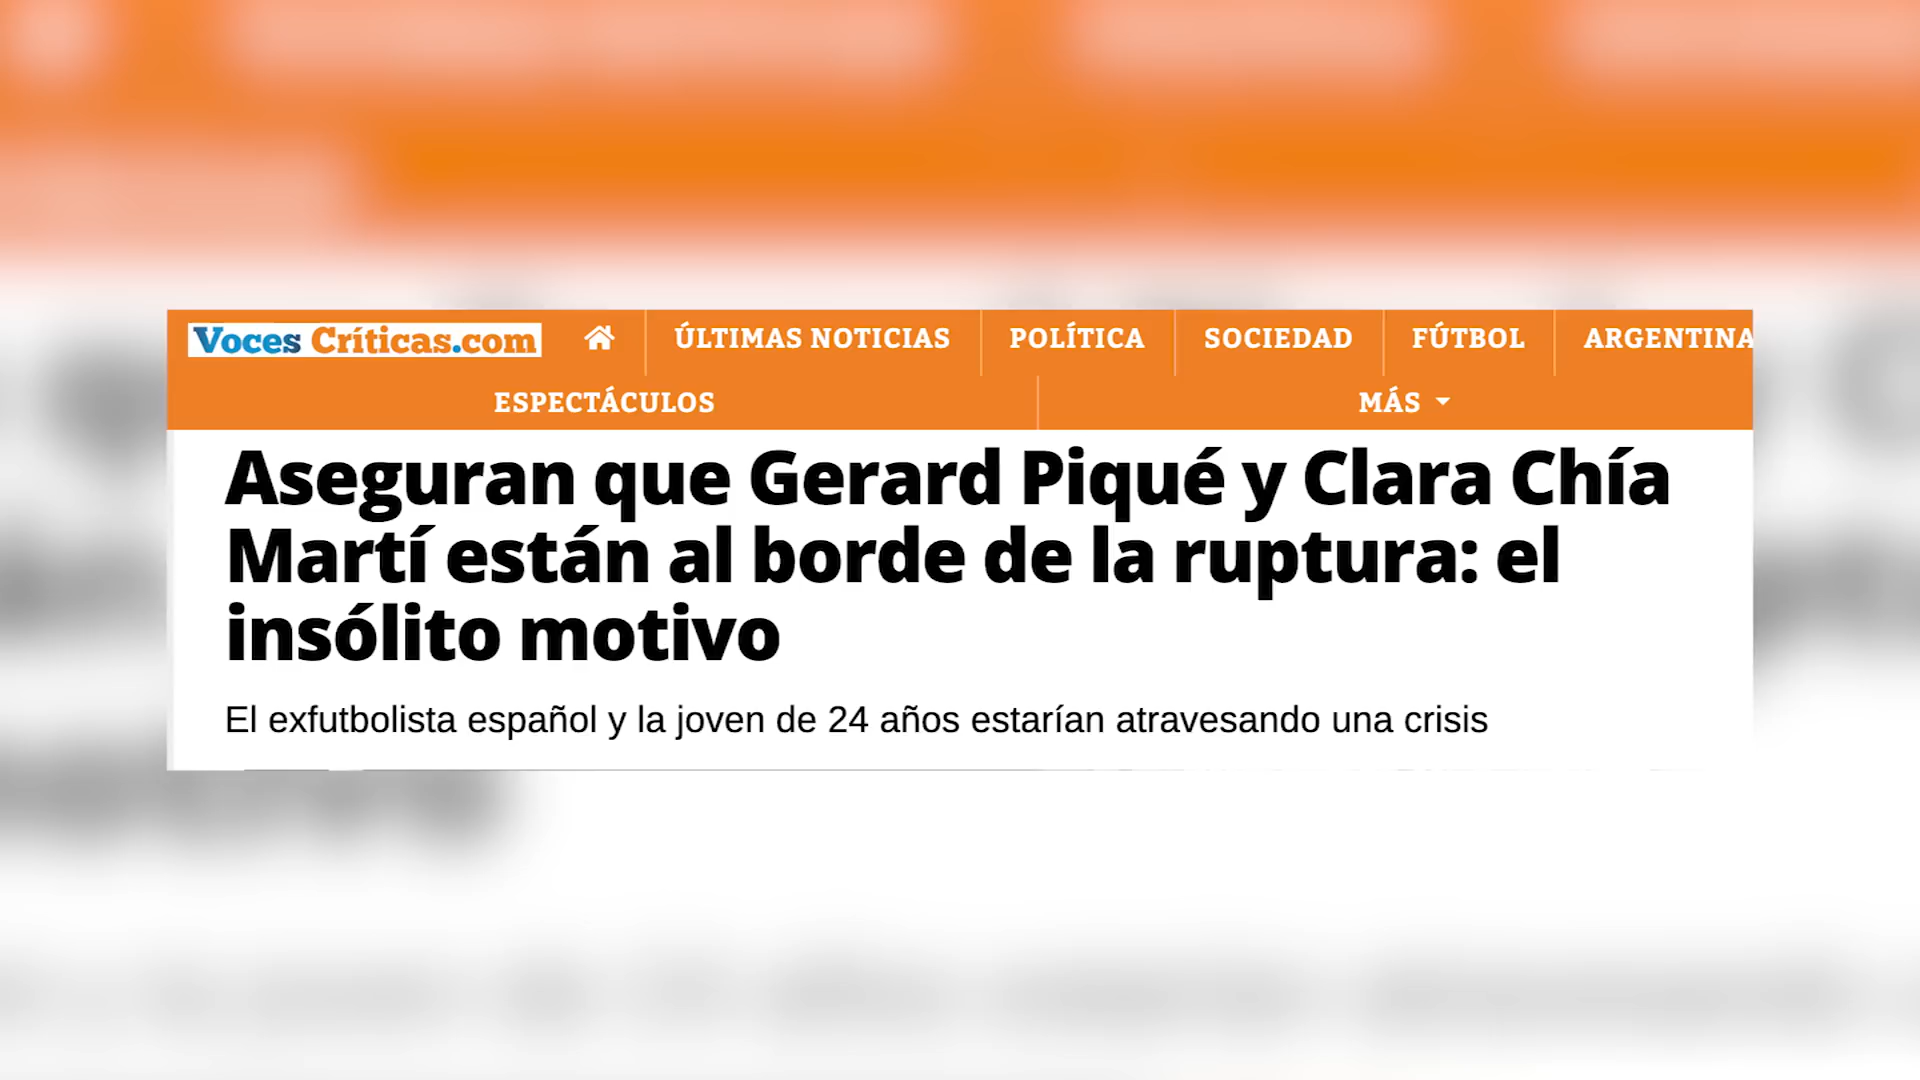 Voces Críticas.com
ÚLTIMAS NOTICIAS
POLÍTICA
SOCIEDAD
FÚTBOL
ARGENTINA
ESPECTÁCULOS
MÁS
Aseguran que Gerard Piqué y Clara Chía
Martí están al borde de la ruptura: el
insólito motivo
El exfutbolista español y la joven de 24 años estarían atravesando una crisis